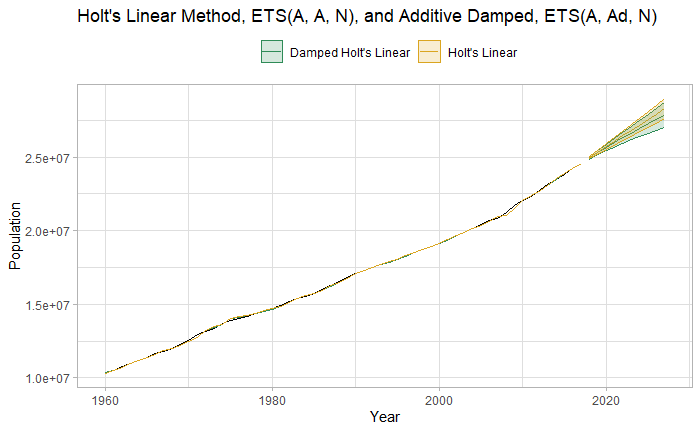 Holt's Linear Method, ETS(A, A, N), and Additive Damped, ETS(A, Ad, N)
Damped Holt's Linear
Holt's Linear
2.5e+07
2.0e+07
1.5e+07
1.0e+07
Population
1960
1980
2000
2020
Year